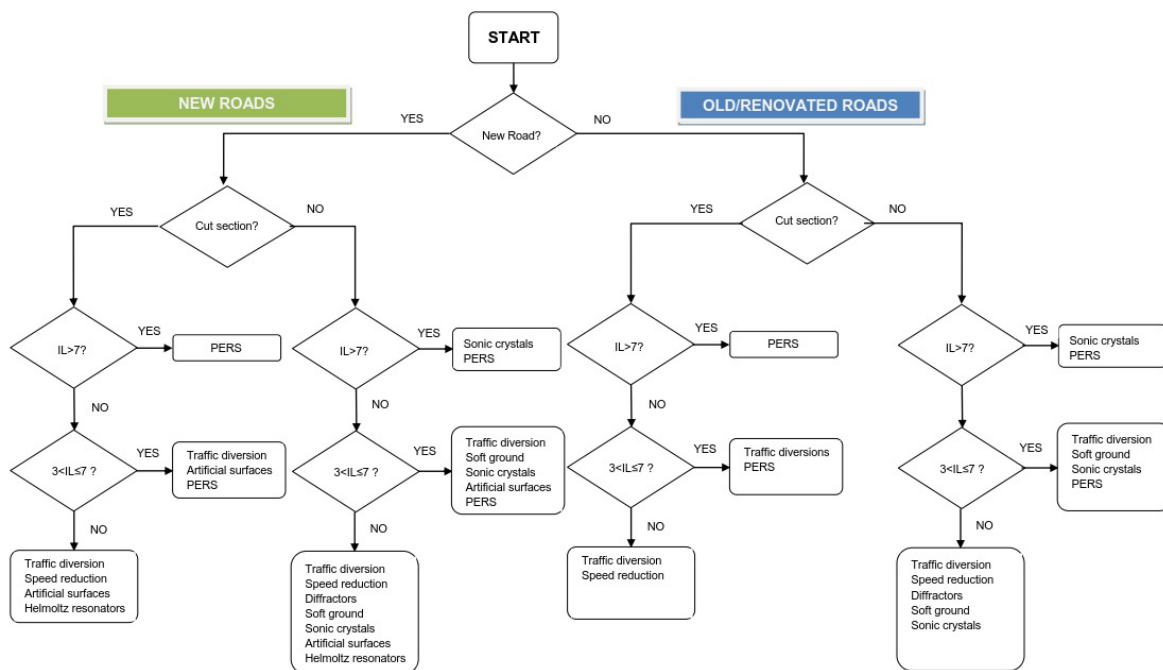 START
NEW ROADS
OLD/RENOVATED ROADS
YES
New Road?
NO
YES
Cut section?
NO
YES
Cut section?
NO
IL>7?
YES
PERS
IL>7?
YES
Sonic crystals
PERS
IL>7?
YES
PERS
IL>7?
YES
Sonic crystals
PERS
NO
NO
NO
NO
3<IL≤7 ?
YES
Traffic diversion
Artificial surfaces
PERS
3<IL≤7 ?
YES
Traffic diversion
Soft ground
Sonic crystals
Artificial surfaces
PERS
3<IL≤7 ?
YES
Traffic diversions
PERS
3<IL≤7 ?
YES
Traffic diversion
Soft ground
Sonic crystals
PERS
NO
NO
NO
NO
Traffic diversion
Speed reduction
Artificial surfaces
Helmoltz resonators
Traffic diversion
Speed reduction
Diffractors
Soft ground
Sonic crystals
Artificial surfaces
Helmoltz resonators
Traffic diversion
Speed reduction
Traffic diversion
Speed reduction
Diffractors
Soft ground
Sonic crystals